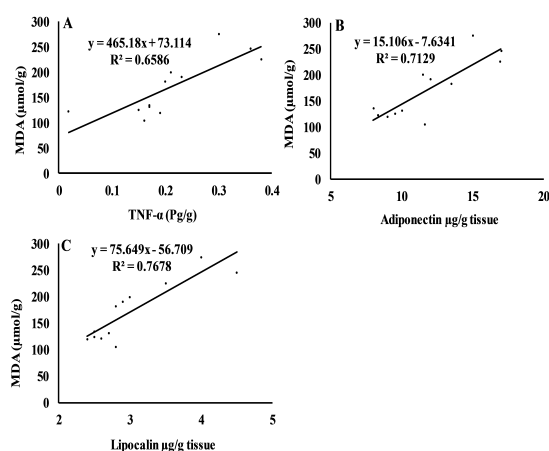 A
y = 465.18x + 73.114
R² = 0.6586
MDA (µmol/g)
300
250
200
150
100
50
0
0 0.1 0.2 0.3 0.4
TNF-α (Pg/g)
B
y = 15.106x - 7.6341
R² = 0.7129
MDA (µmol/g)
300
250
200
150
100
50
0
5 10 15 20
Adiponectin µg/g tissue
C
y = 75.649x - 56.709
R² = 0.7678
MDA (µmol/g)
300
250
200
150
100
50
0
2 3 4 5
Lipocalin µg/g tissue